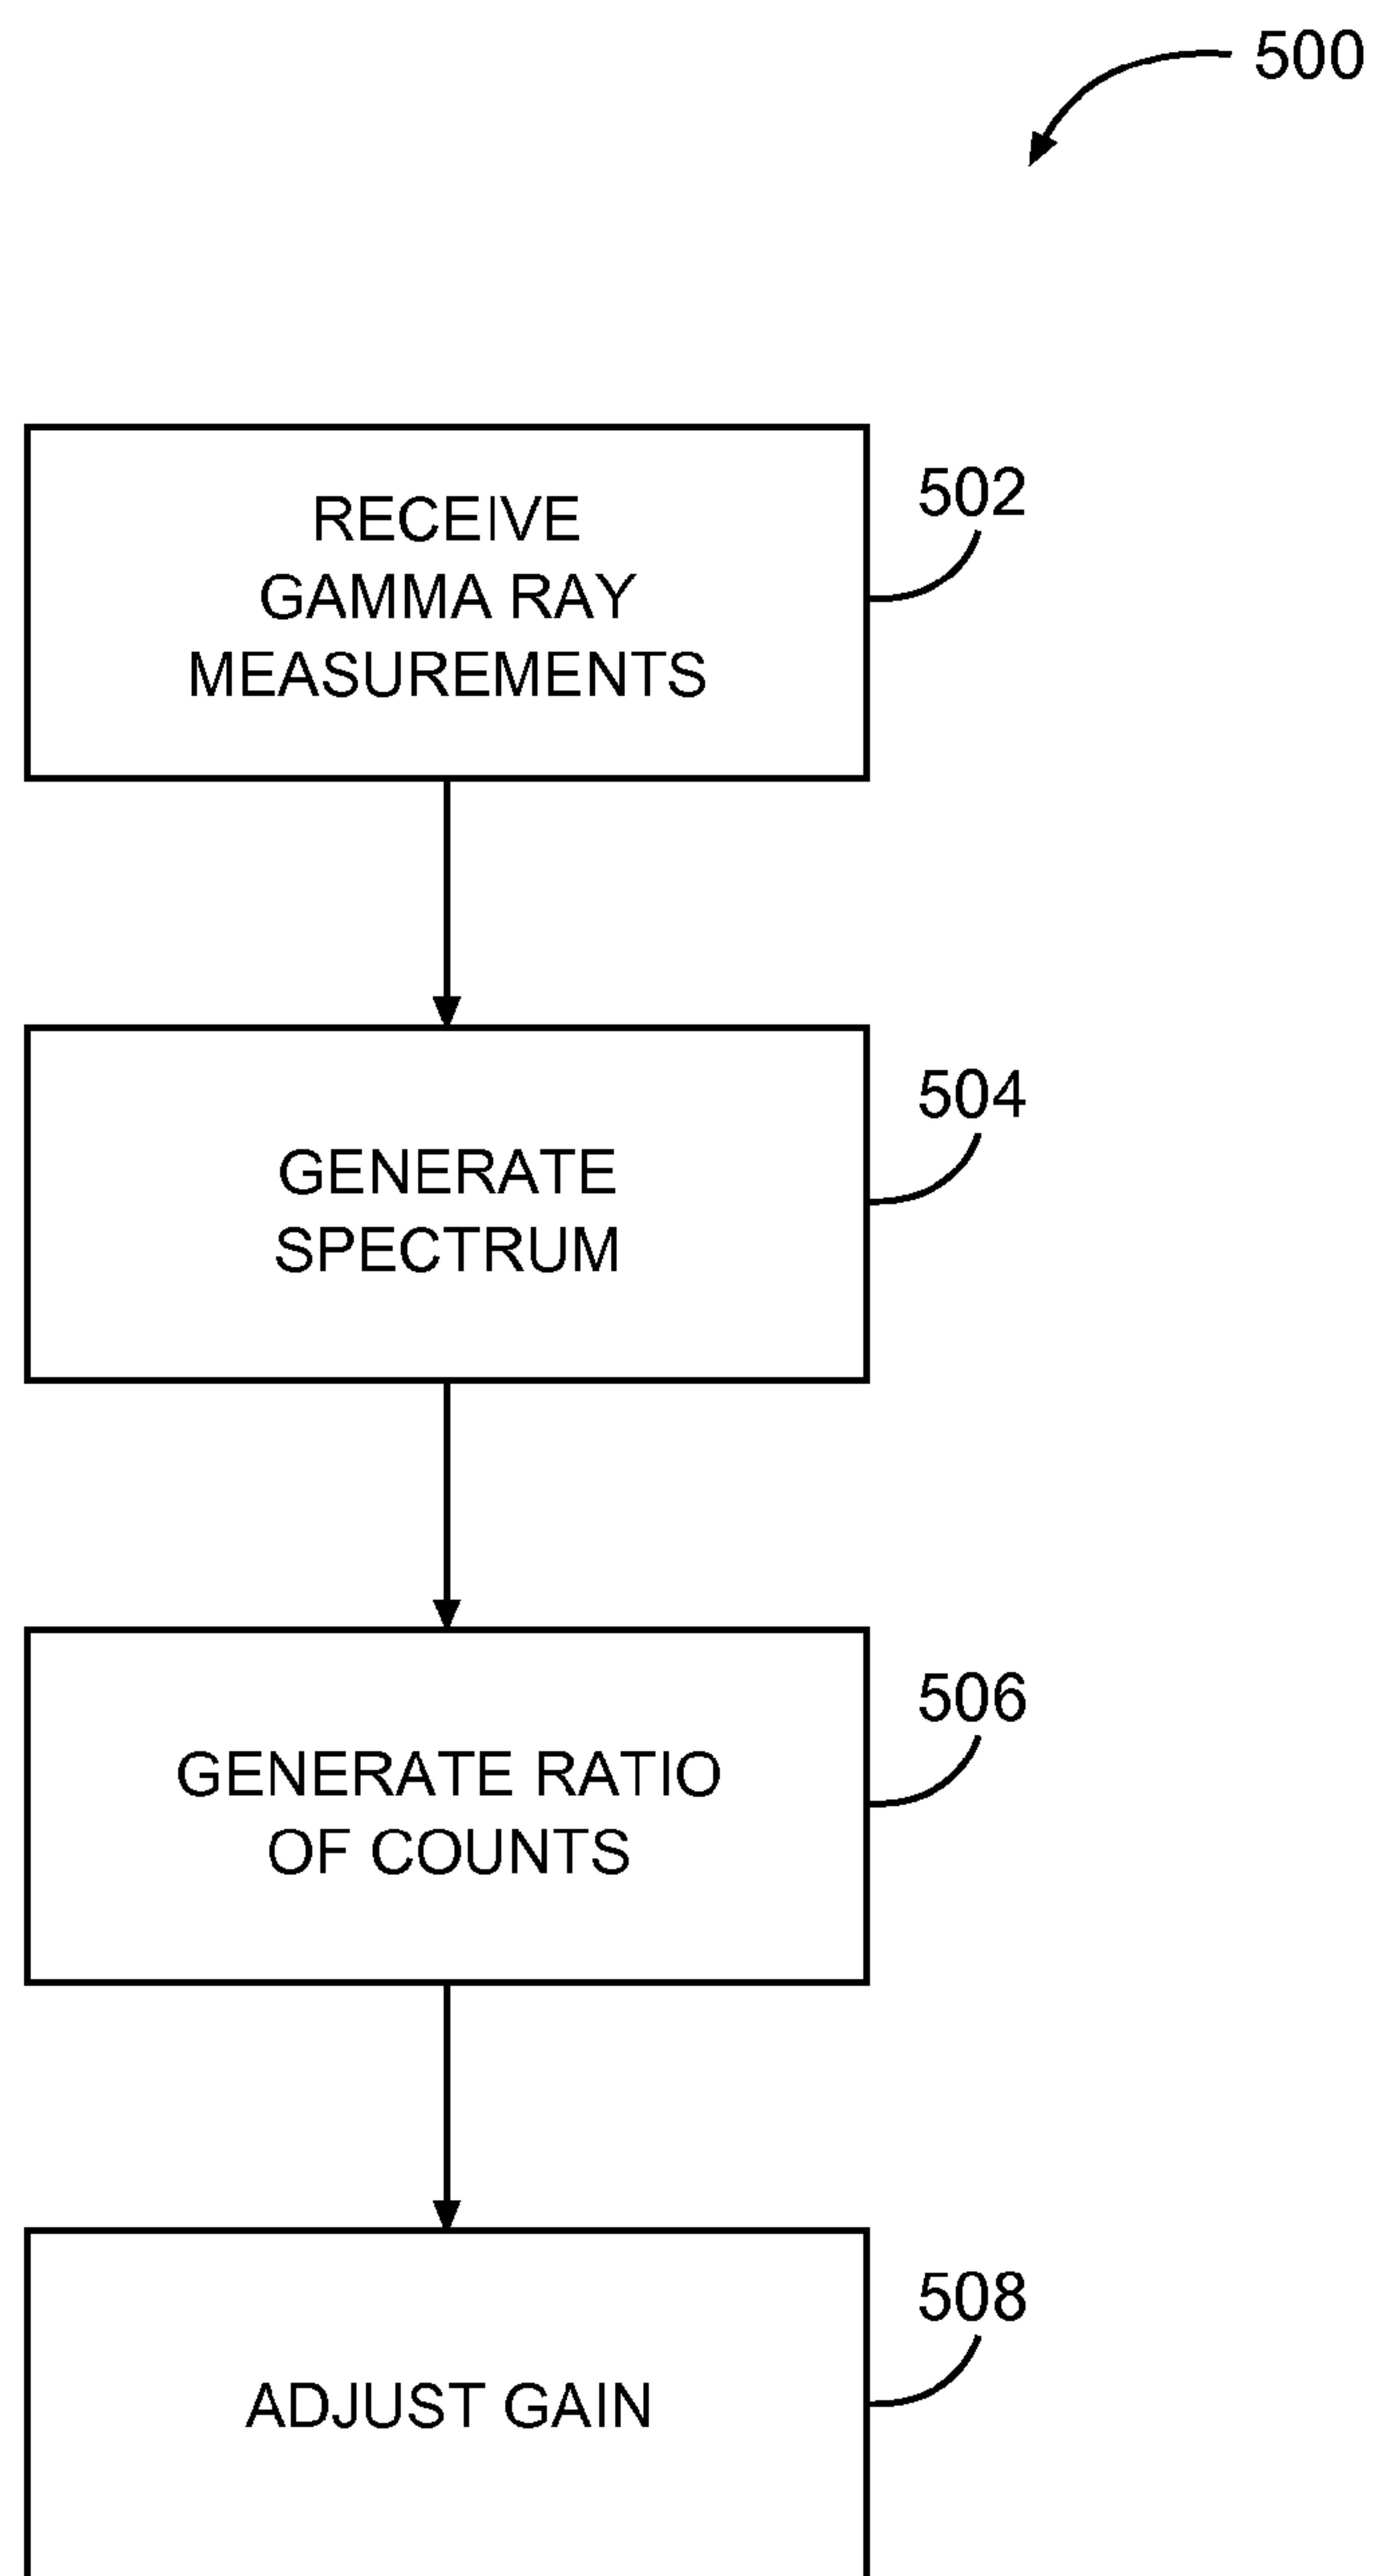 500
RECEIVE
GAMMA RAY
MEASUREMENTS
502
GENERATE
SPECTRUM
504
GENERATE RATIO
OF COUNTS
506
ADJUST GAIN
508